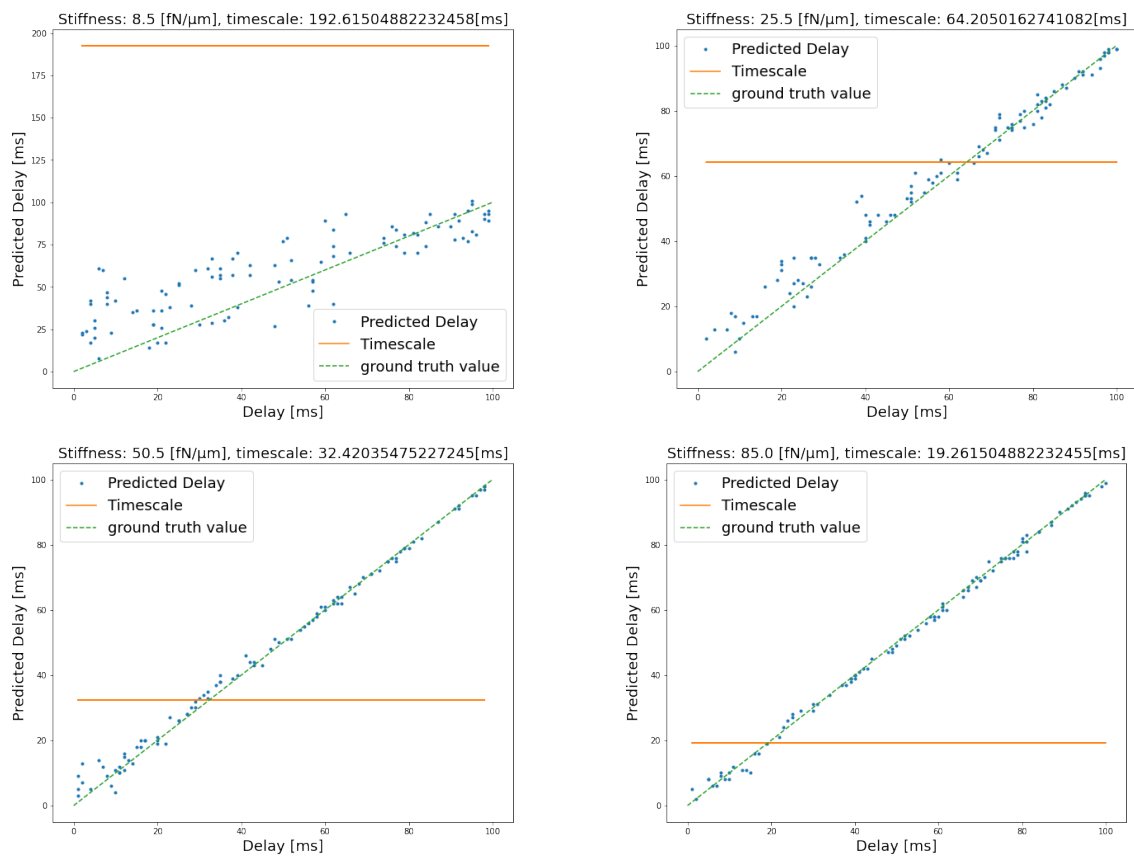 Stiffness: 8.5 [fN/μm], timescale: 192.61504882232458[ms]
200
175
150
125
100
75
50
25
0
Predicted Delay [ms]
Predicted Delay
Timescale
ground truth value
0
20
40
60
80
100
Delay [ms]
Stiffness: 25.5 [fN/μm], timescale: 64.2050162741082[ms]
Predicted Delay
Timescale
ground truth value
100
80
60
40
20
0
Predicted Delay [ms]
0
20
40
60
80
100
Delay [ms]
Stiffness: 50.5 [fN/μm], timescale: 32.42035475227245[ms]
Predicted Delay
Timescale
ground truth value
100
80
60
40
20
0
Predicted Delay [ms]
0
20
40
60
80
100
Delay [ms]
Stiffness: 85.0 [fN/μm], timescale: 19.261504882232455[ms]
Predicted Delay
Timescale
ground truth value
100
80
60
40
20
0
Predicted Delay [ms]
0
20
40
60
80
100
Delay [ms]